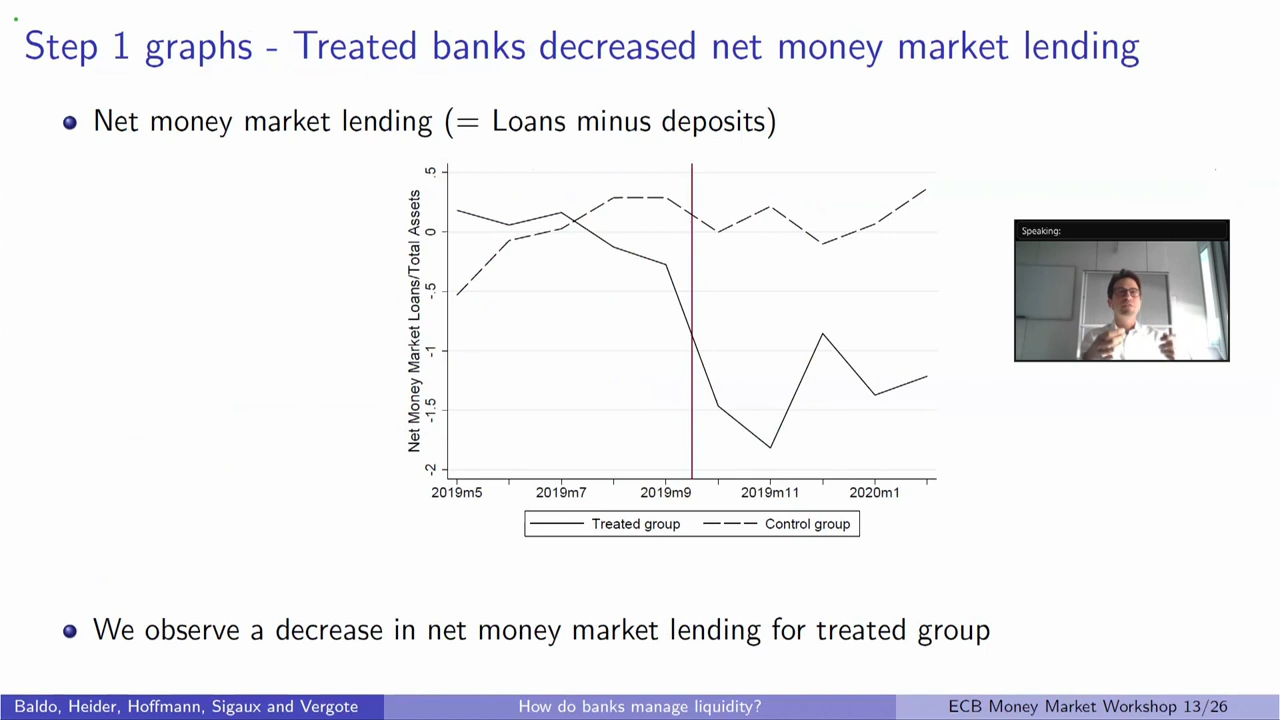 Step 1 graphs - Treated banks decreased net money market lending
Net money market lending (= Loans minus deposits)
Net Money Market Loans/Total Assets
.5
0
-.5
-1
-1.5
-2
2019m5 2019m7 2019m9 2019m11 2020m1
Treated group Control group
Speaking:
We observe a decrease in net money market lending for treated group
Baldo, Heider, Hoffmann, Sigaux and Vergote How do banks manage liquidity? ECB Money Market Workshop 13/26